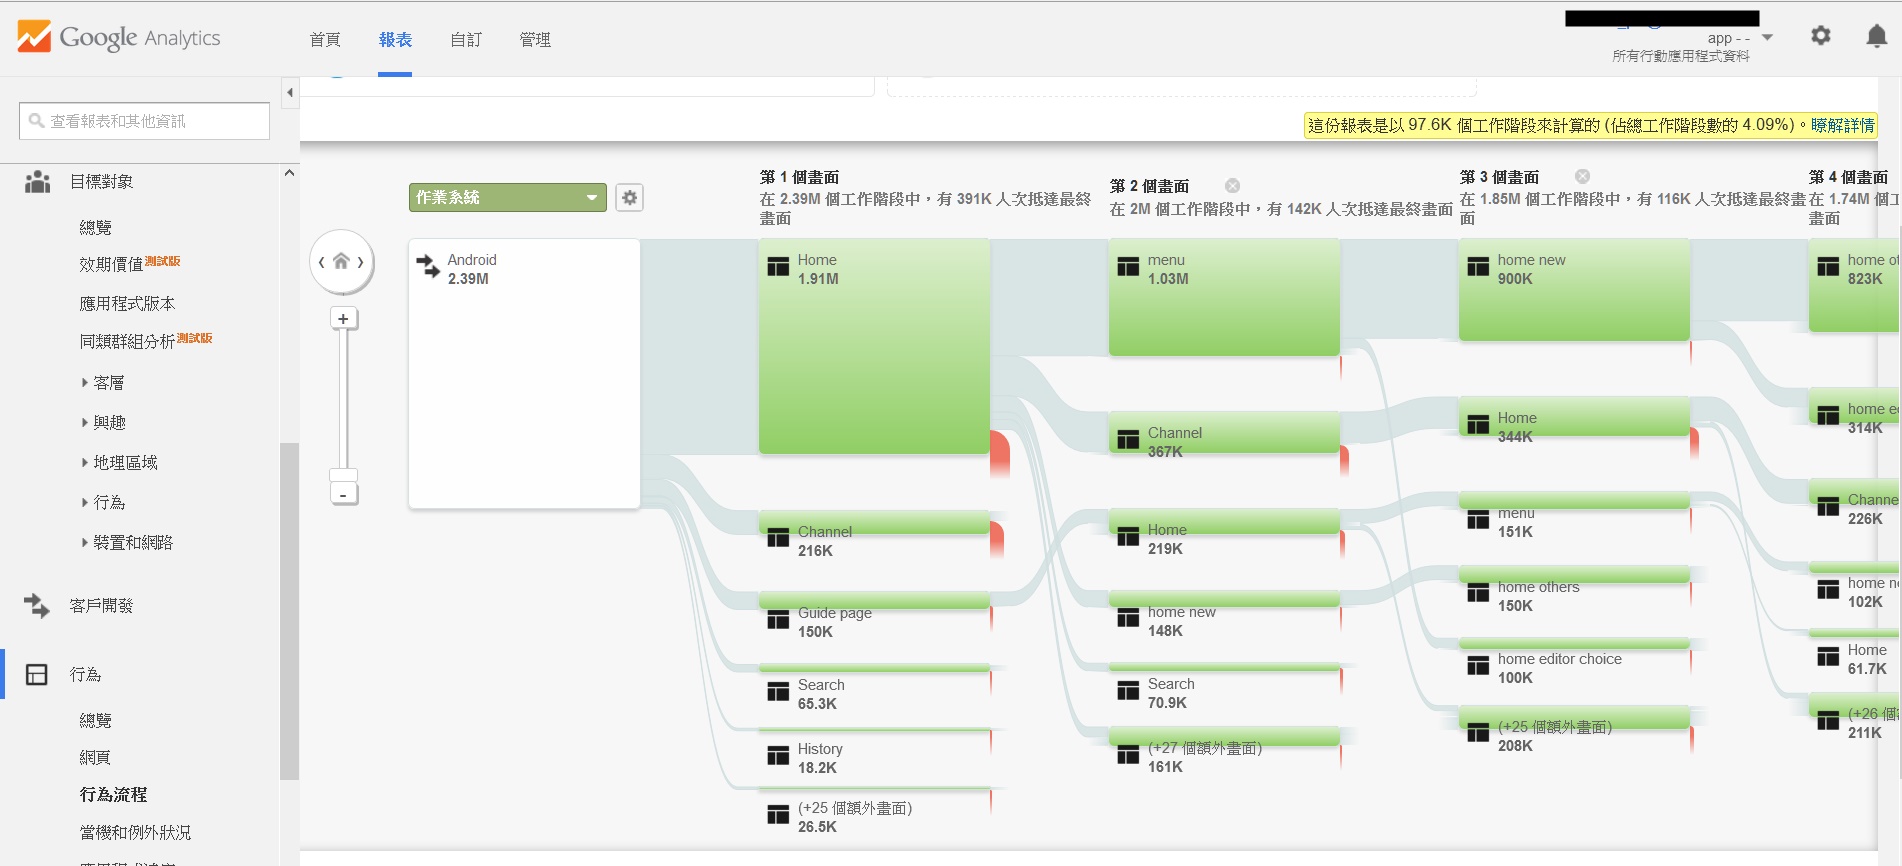 Google Analytics
首頁 報表 自訂 管理
app - -
所有行動應用程式資料
查看報表和其他資訊
這份報表是以 97.6K 個工作階段來計算的 (佔總工作階段數的 4.09%)。瞭解詳情
目標對象
總覽
效期價值測試版
應用程式版本
同類群組分析測試版
客層
興趣
地理區域
行為
裝置和網路
客戶開發
行為
總覽
網頁
行為流程
當機和例外狀況
作業系統
+
-
Android
2.39M
第 1 個畫面
在 2.39M 個工作階段中，有 391K 人次抵達最終
畫面
Home
1.91M
Channel
216K
Guide page
150K
Search
65.3K
History
18.2K
(+25 個額外畫面)
26.5K
第 2 個畫面
在 2M 個工作階段中，有 142K 人次抵達最終畫面
menu
1.03M
Channel
367K
Home
219K
home new
148K
Search
70.9K
(+27 個額外畫面)
161K
第 3 個畫面
在 1.85M 個工作階段中，有 116K 人次抵達最終畫
面
home new
900K
Home
344K
menu
151K
home others
150K
home editor choice
100K
(+25 個額外畫面)
208K
第 4 個畫面
在 1.74M 個工
畫面
home
823K
home
314K
Channe
226K
home
102K
Home
61.7K
(+26 個
211K